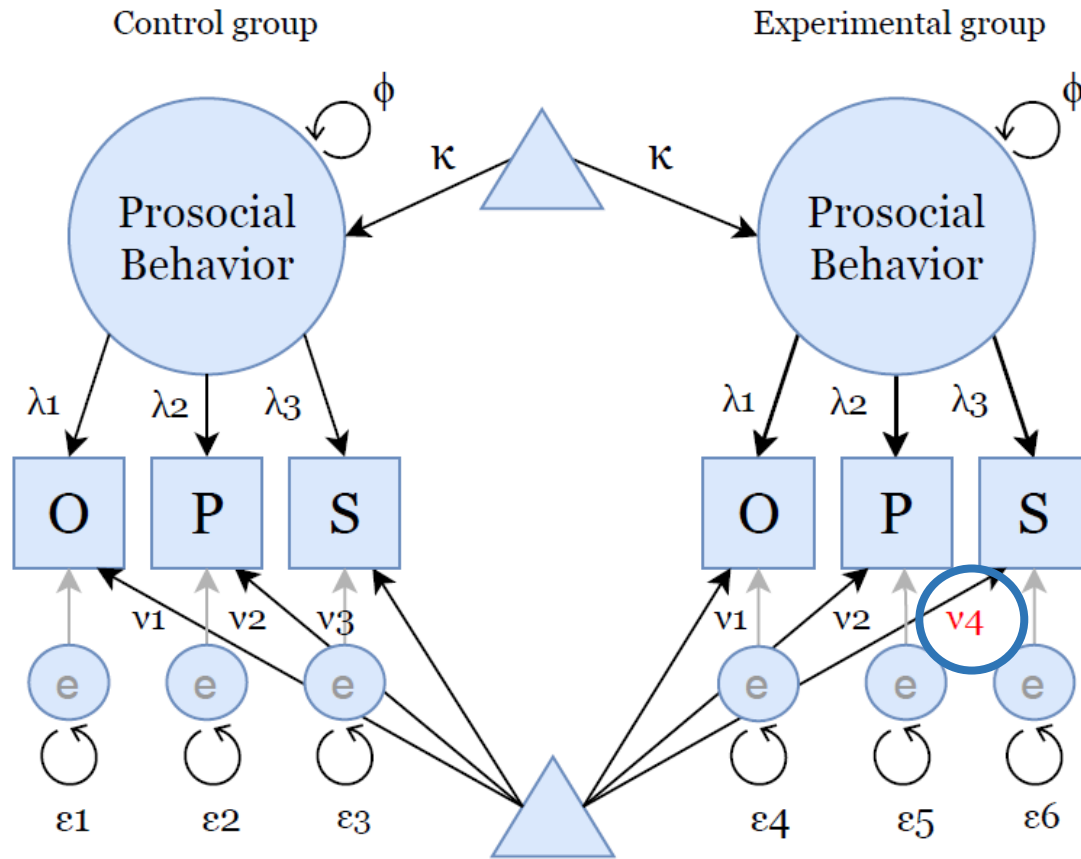 Control group
Experimental group
ϕ
ϕ
κ
κ
Prosocial
Behavior
Prosocial
Behavior
λ1
λ2
λ3
λ1
λ2
λ3
O
P
S
O
P
S
ν1
ν2
ν3
ν1
ν2
ν4
e
e
e
e
e
e
ε1
ε2
ε3
ε4
ε5
ε6